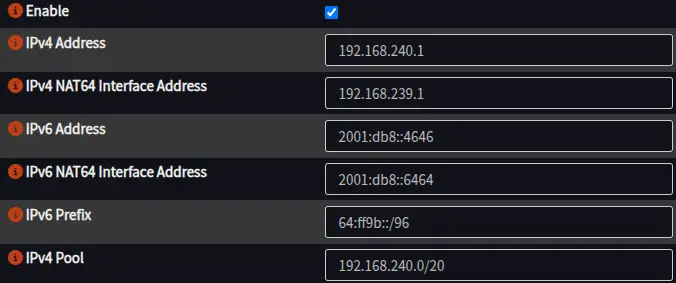 Enable
IPv4 Address
192.168.240.1
IPv4 NAT64 Interface Address
192.168.239.1
IPv6 Address
2001:db8::4646
IPv6 NAT64 Interface Address
2001:db8::6464
IPv6 Prefix
64:ff9b::/96
IPv4 Pool
192.168.240.0/20